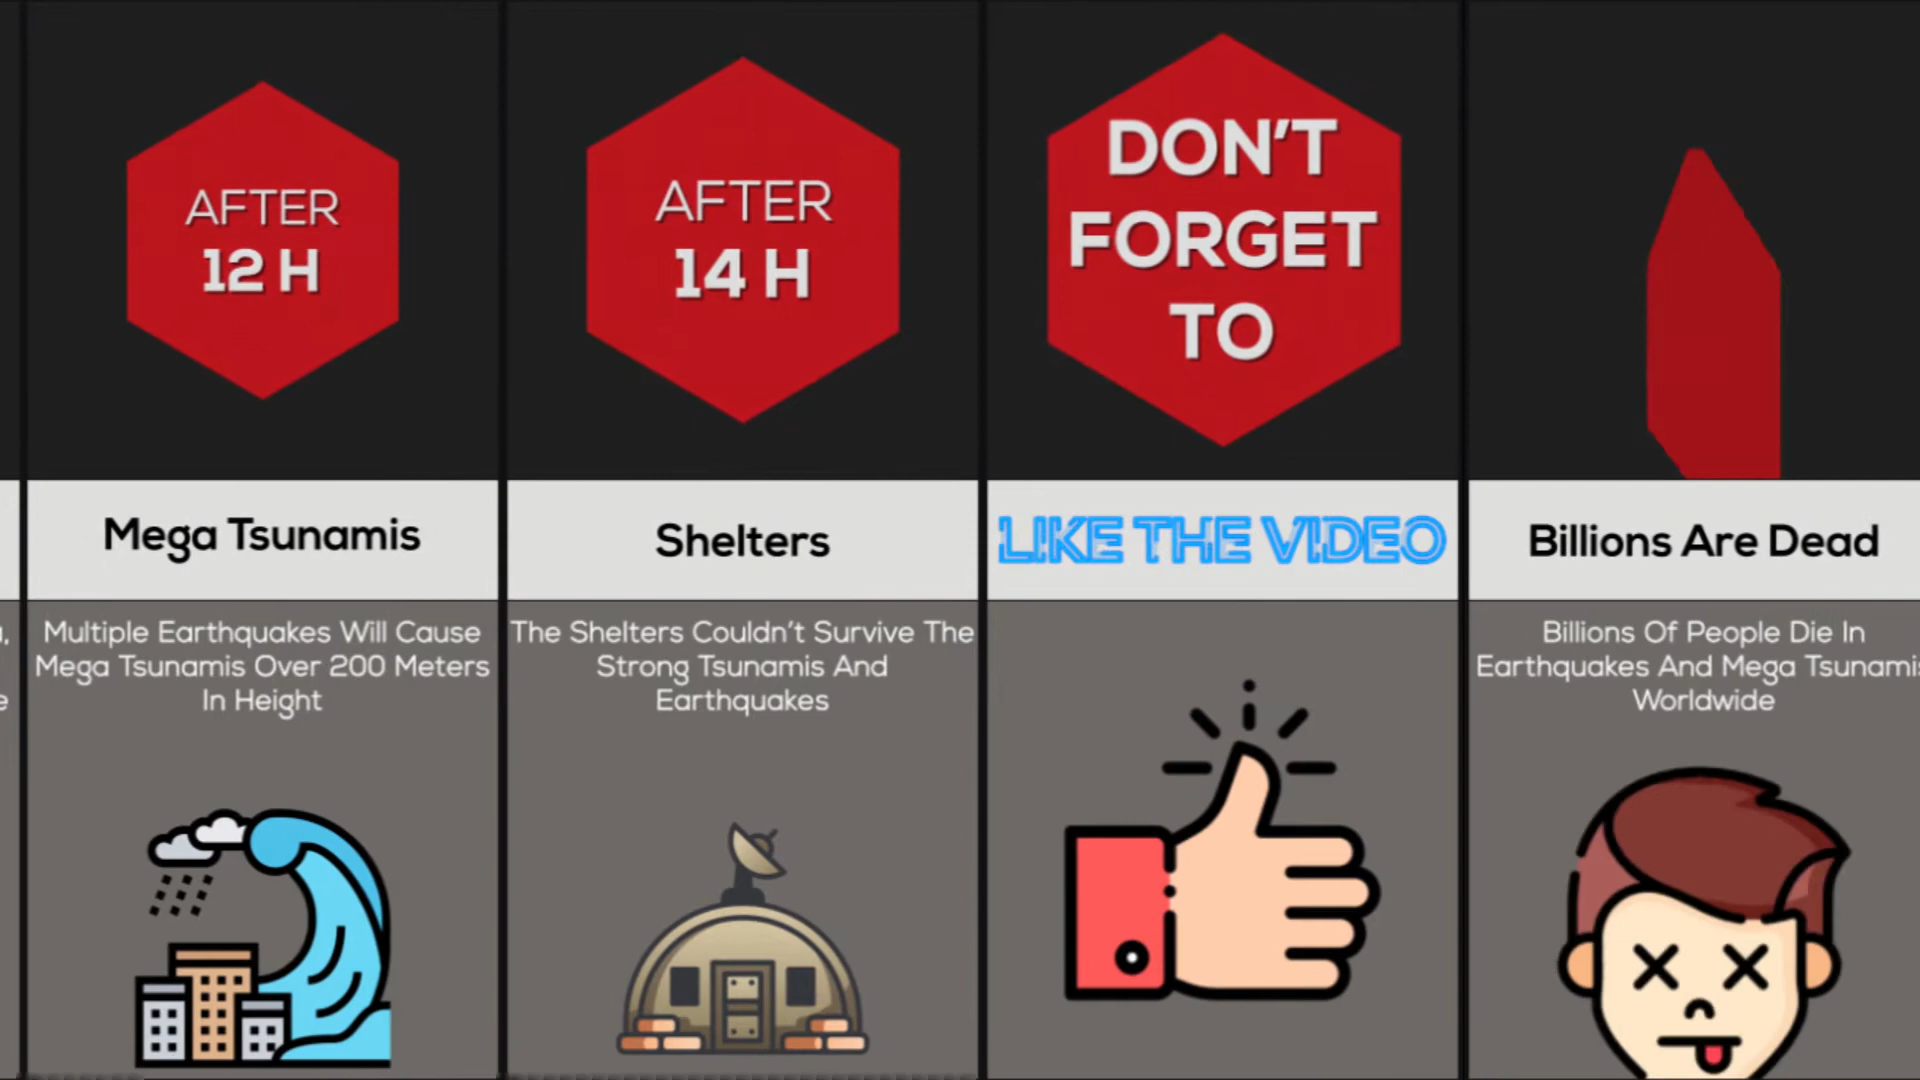 AFTER
12 H
Mega Tsunamis
Multiple Earthquakes Will Cause
Mega Tsunamis Over 200 Meters
In Height
AFTER
14 H
Shelters
The Shelters Couldn't Survive The
Strong Tsunamis And
Earthquakes
DON'T
FORGET
TO
LIKE THE VIDEO
Billions Are Dead
Billions Of People Die In
Earthquakes And Mega Tsunamis
Worldwide